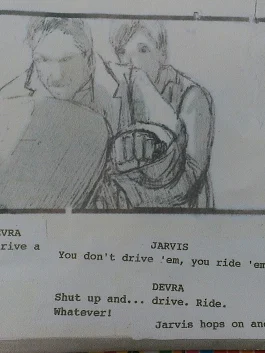 EVRA
rive a
JARVIS
You don't drive 'em, you ride 'em
DEVRA
Shut up and... drive. Ride.
Whatever!
Jarvis hops on and